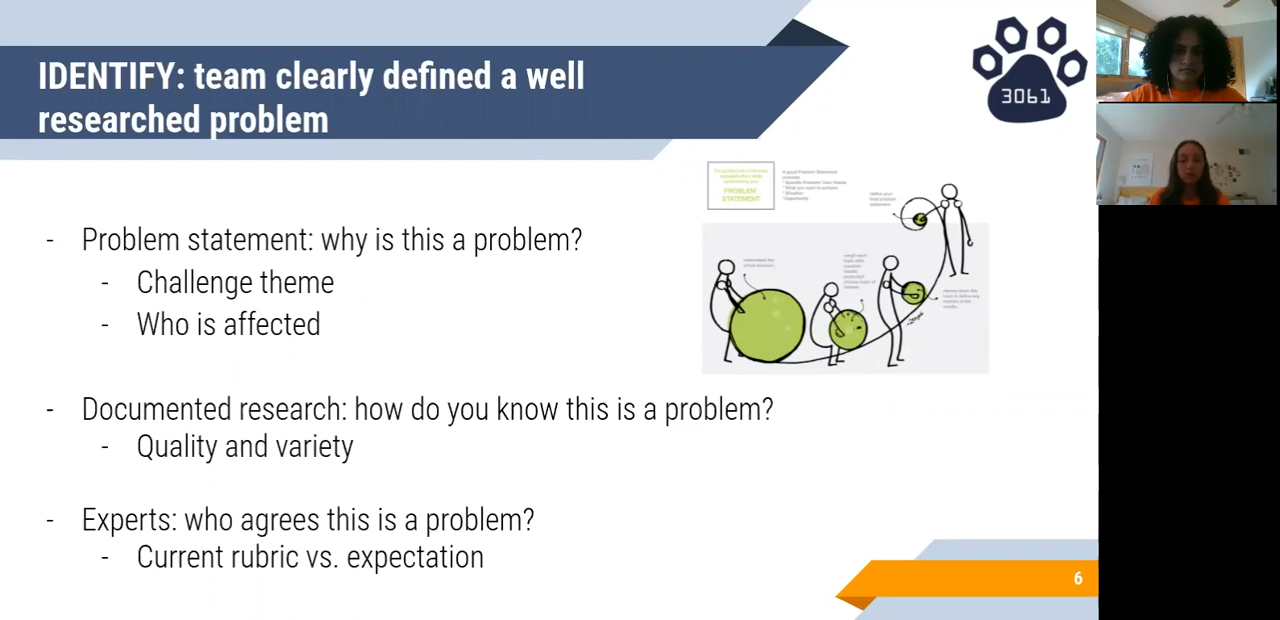 IDENTIFY: team clearly defined a well
researched problem
3061
PROBLEM
STATEMENT
- Problem statement: why is this a problem?
- Challenge theme
- Who is affected
- Documented research: how do you know this is a problem?
- Quality and variety
- Experts: who agrees this is a problem?
- Current rubric vs. expectation
6